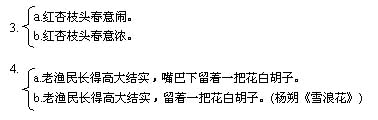 3.
a.红杏枝头春意闹。
b.红杏枝头春意浓。
4.
a.老渔民长得高大结实，嘴巴下留着一把花白胡子。
b.老渔民长得高大结实，留着一把花白胡子。(杨朔《雪浪花》)